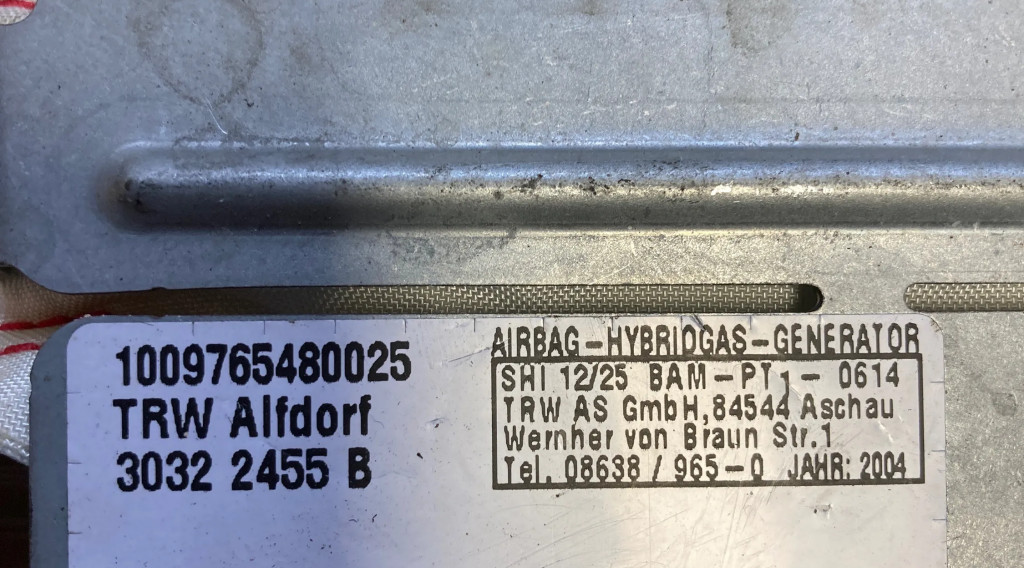 1009765480025
TRW Alfdorf
3032 2455 B
AIRBAG-HYBRIDGAS-GENERATOR
SHI 12/25 BAM-PT1-0614
TRW AS GmbH, 84544 Aschau
Wernher von Braun Str.1
Tel. 08638 / 965-0 JAHR: 2004